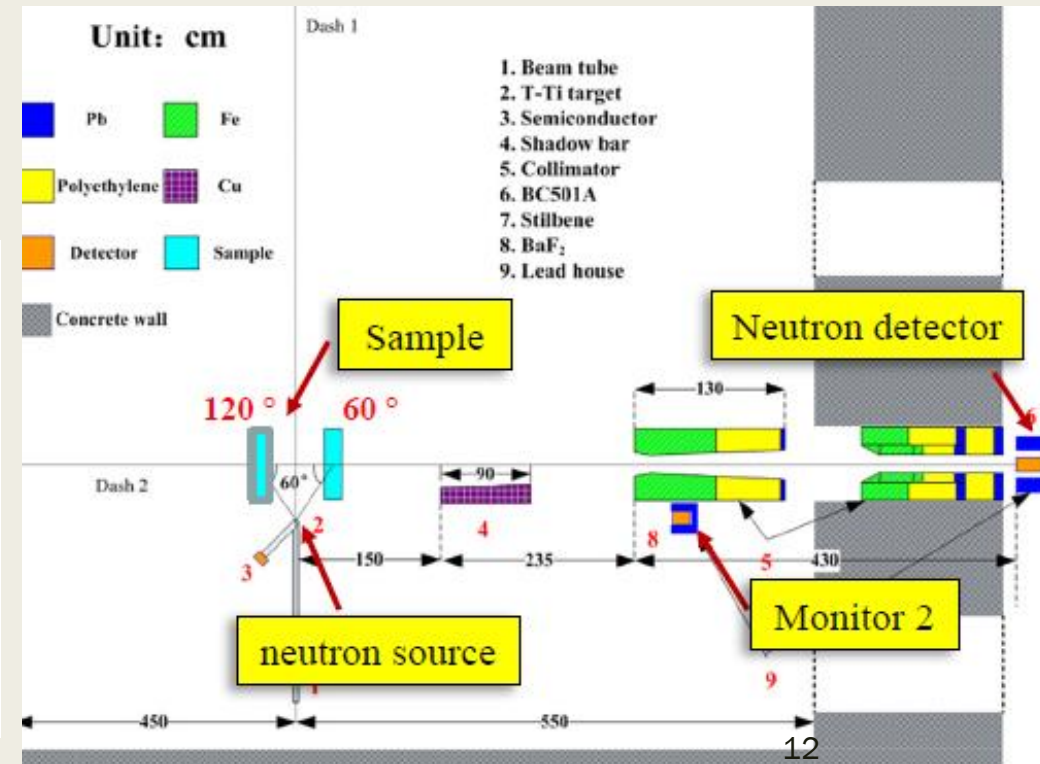 Unit: cm
Dash 1
Pb
Fe
Polyethylene
Cu
Detector
Sample
Concrete wall
1. Beam tube
2. T-Ti target
3. Semiconductor
4. Shadow bar
5. Collimator
6. BC501A
7. Stilbene
8. BaF₂
9. Lead house
Sample
Neutron detector
120 °
60 °
130
6
Dash 2
60°
90
2
4
8
3
150
235
5
430
Monitor 2
neutron source
1
9
450
550
12